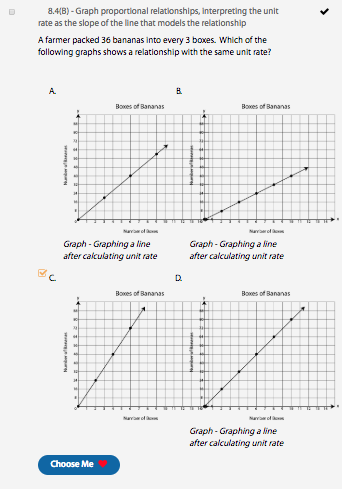 8.4(B) - Graph proportional relationships, interpreting the unit
rate as the slope of the line that models the relationship
A farmer packed 36 bananas into every 3 boxes. Which of the
following graphs shows a relationship with the same unit rate?
A.
B.
Boxes of Bananas
Boxes of Bananas
Number of Bananas
Number of Bananas
Number of Boxes
Number of Boxes
Graph - Graphing a line
after calculating unit rate
Graph - Graphing a line
after calculating unit rate
C.
D.
Boxes of Bananas
Boxes of Bananas
Number of Bananas
Number of Bananas
Number of Boxes
Number of Boxes
Graph - Graphing a line
after calculating unit rate
Choose Me